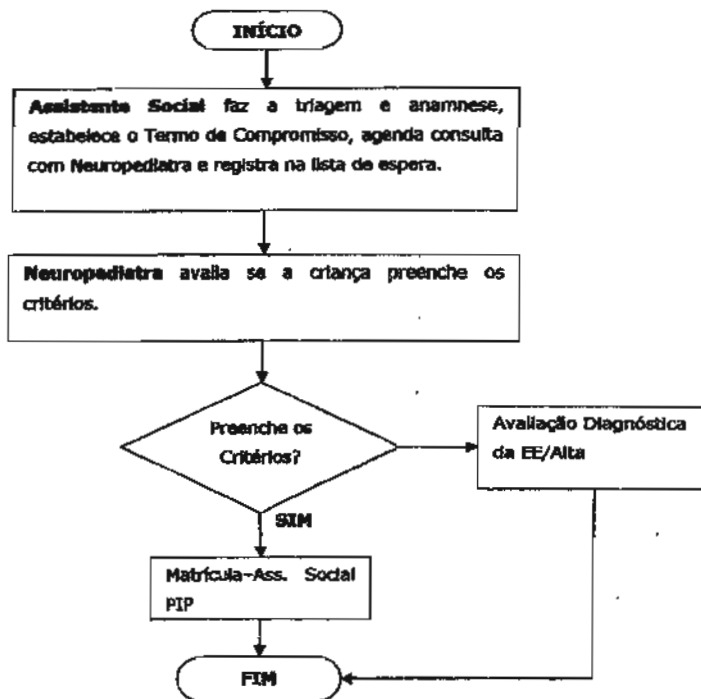 INÍCIO
Assistente Social faz a triagem e anamnese,
estabelece o Termo de Compromisso, agenda consulta
com Neuropediatra e registra na lista de espera.
Neuropediatra avalia se a criança preenche os
critérios.
Preenche os
Critérios?
Avaliação Diagnóstica
da EE/Alta
SIM
Matrícula-Ass. Social
PIP
FIM